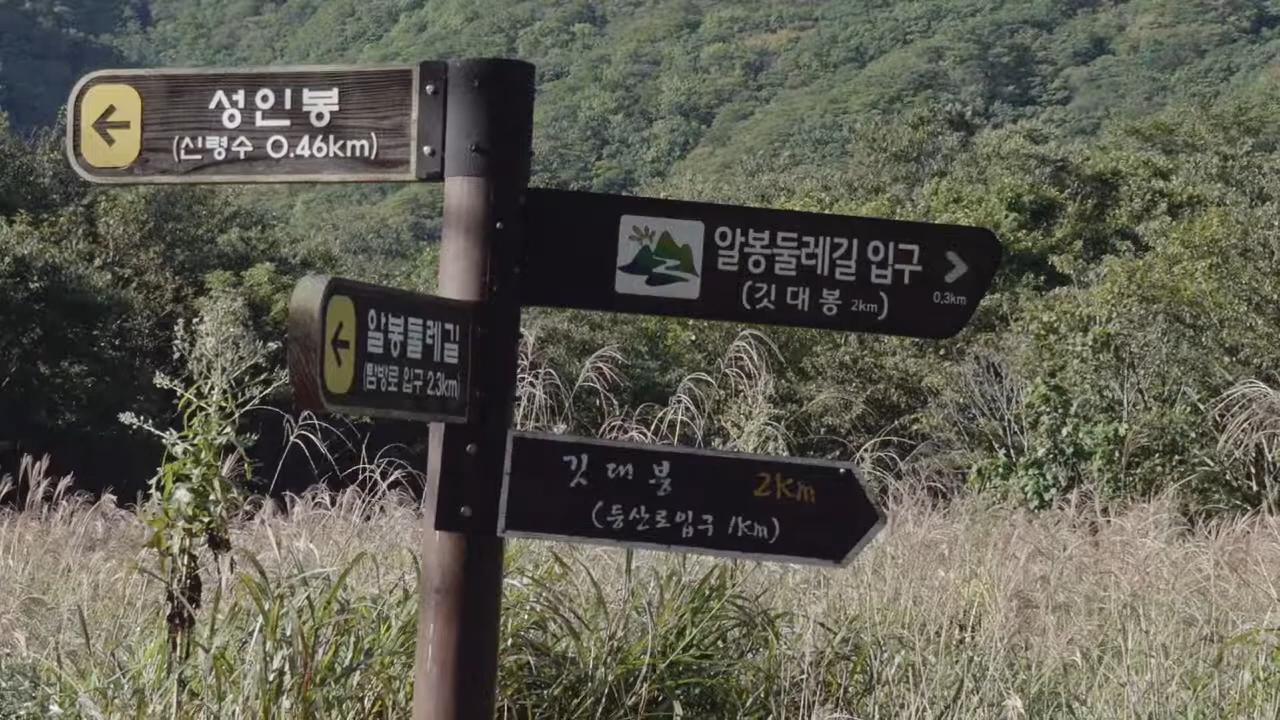 성인봉
(신령수 0.46km)
알봉둘레길 입구
(깃대봉 2km)
0.3km
알봉둘레길
(탐방로 입구 2.3km)
깃대봉 2Km
(등산로입구 1Km)